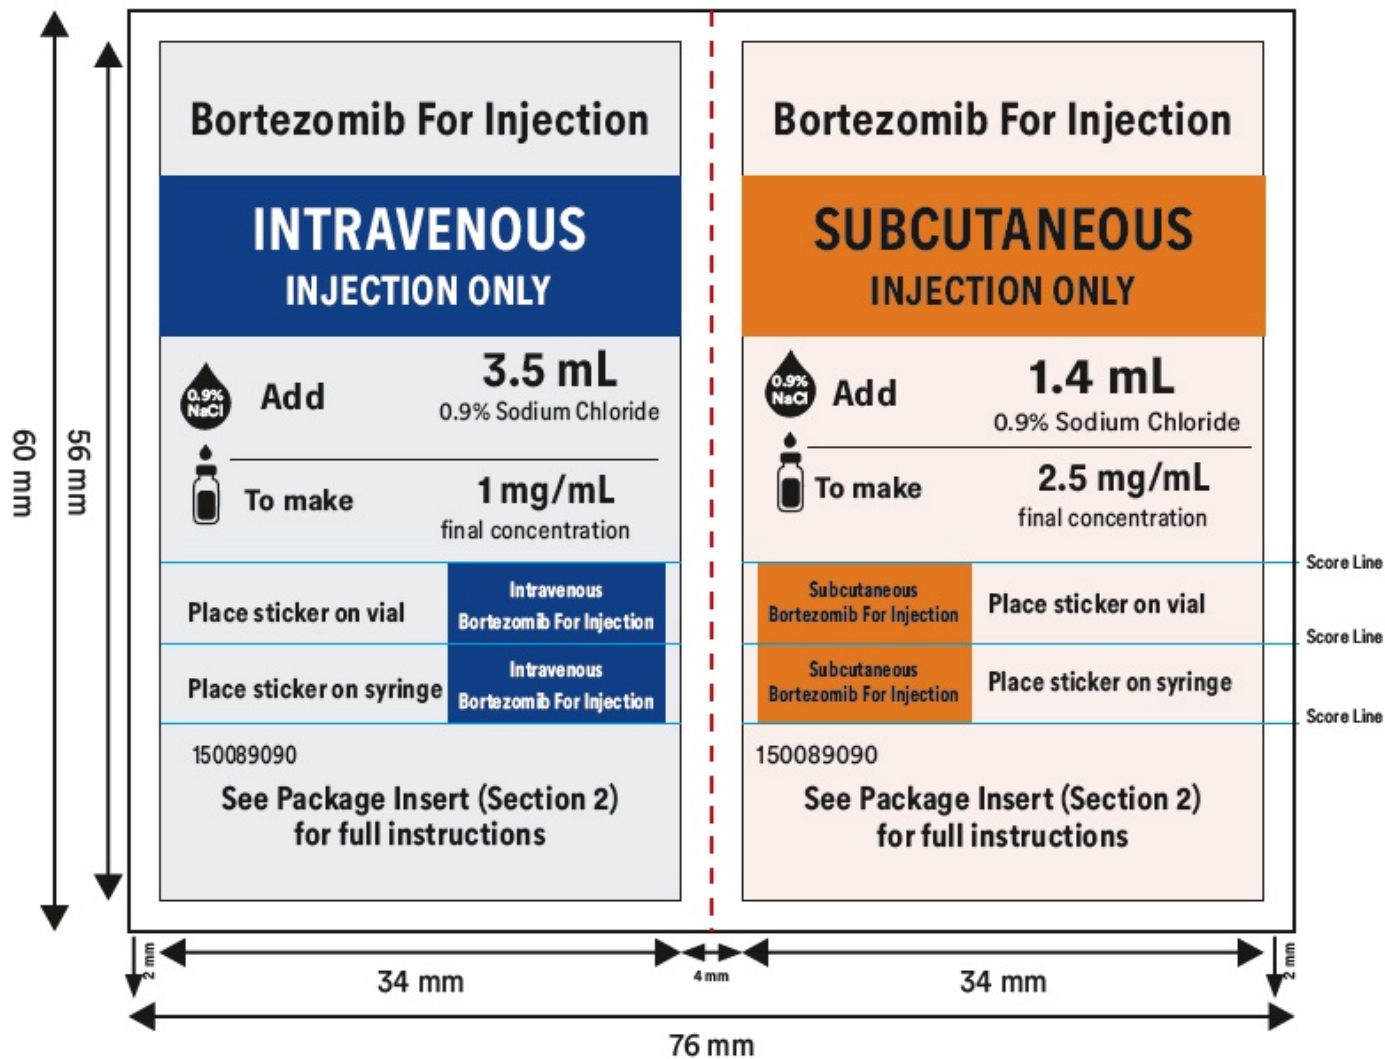 Bortezomib For Injection
INTRAVENOUS
INJECTION ONLY
0.9%
NaCl
Add
3.5 mL
0.9% Sodium Chloride
To make
1 mg/mL
final concentration
Place sticker on vial
Intravenous
Bortezomib For Injection
Place sticker on syringe
Intravenous
Bortezomib For Injection
150089090
See Package Insert (Section 2)
for full instructions
Bortezomib For Injection
SUBCUTANEOUS
INJECTION ONLY
0.9%
NaCl
Add
1.4 mL
0.9% Sodium Chloride
To make
2.5 mg/mL
final concentration
Subcutaneous
Bortezomib For Injection
Place sticker on vial
Subcutaneous
Bortezomib For Injection
Place sticker on syringe
150089090
See Package Insert (Section 2)
for full instructions
Score Line
Score Line
Score Line
60 mm
56 mm
2 mm
34 mm
4 mm
34 mm
2 mm
76 mm